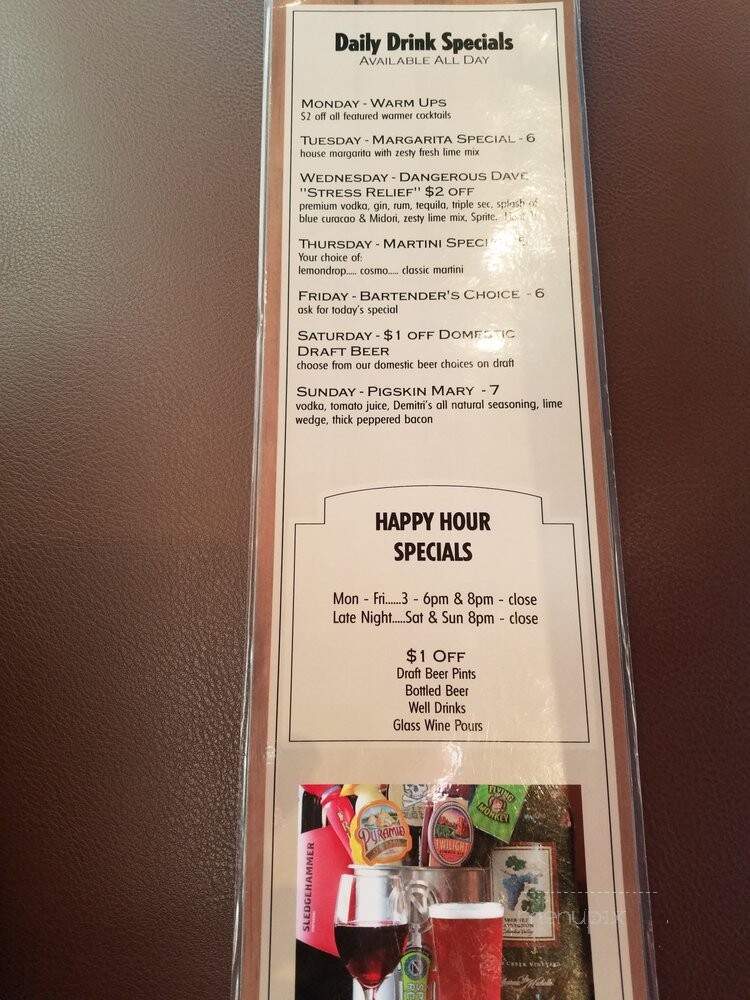 Daily Drink Specials
Available All Day
Monday - Warm Ups
$2 off all featured warmer cocktails
Tuesday - Margarita Special - 6
house margarita with zesty fresh lime mix
Wednesday - Dangerous Dave
"Stress Relief" $2 off
premium vodka, gin, rum, tequila, triple sec, splash of
blue curacao & Midori, zesty lime mix, Sprite.
Thursday - Martini Special
Your choice of:
lemondrop..... cosmo..... classic martini
Friday - Bartender's Choice - 6
ask for today's special
Saturday - $1 off Domestic
Draft Beer
choose from our domestic beer choices on draft
Sunday - Pigskin Mary - 7
vodka, tomato juice, Demitri's all natural seasoning, lime
wedge, thick peppered bacon
HAPPY HOUR
SPECIALS
Mon - Fri......3 - 6pm & 8pm - close
Late Night.....Sat & Sun 8pm - close
$1 Off
Draft Beer Pints
Bottled Beer
Well Drinks
Glass Wine Pours
FLYING
MONKEY
PYRAMID
TWILIGHT
SLEDGEHAMMER